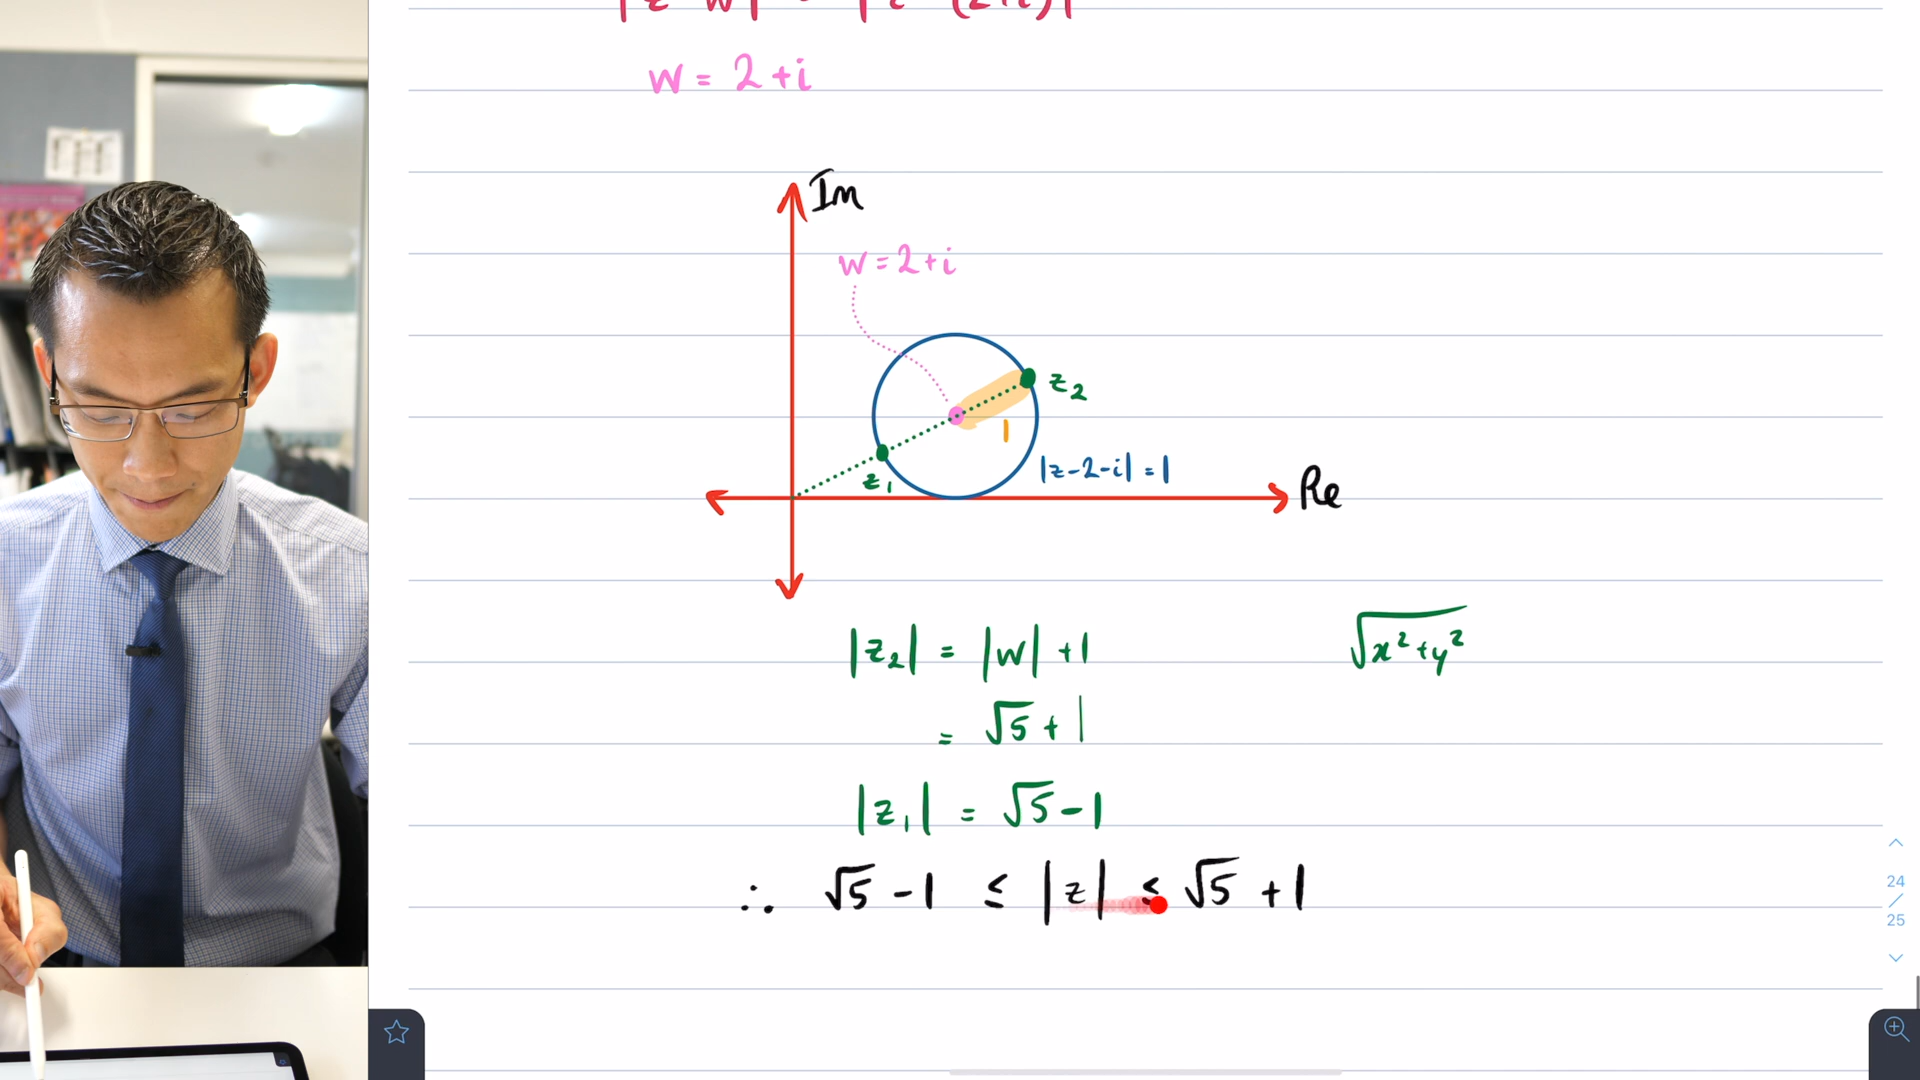 |z-w| = |z-(2+i)|
w = 2+i
Im
w = 2+i
z₂
1
z₁
|z-2-i| = 1
Re
|z₂| = |w| +1
√(x²+y²)
= √5 + 1
|z₁| = √5 - 1
∴ √5 - 1 ≤ |z| ≤ √5 + 1
24
/
25